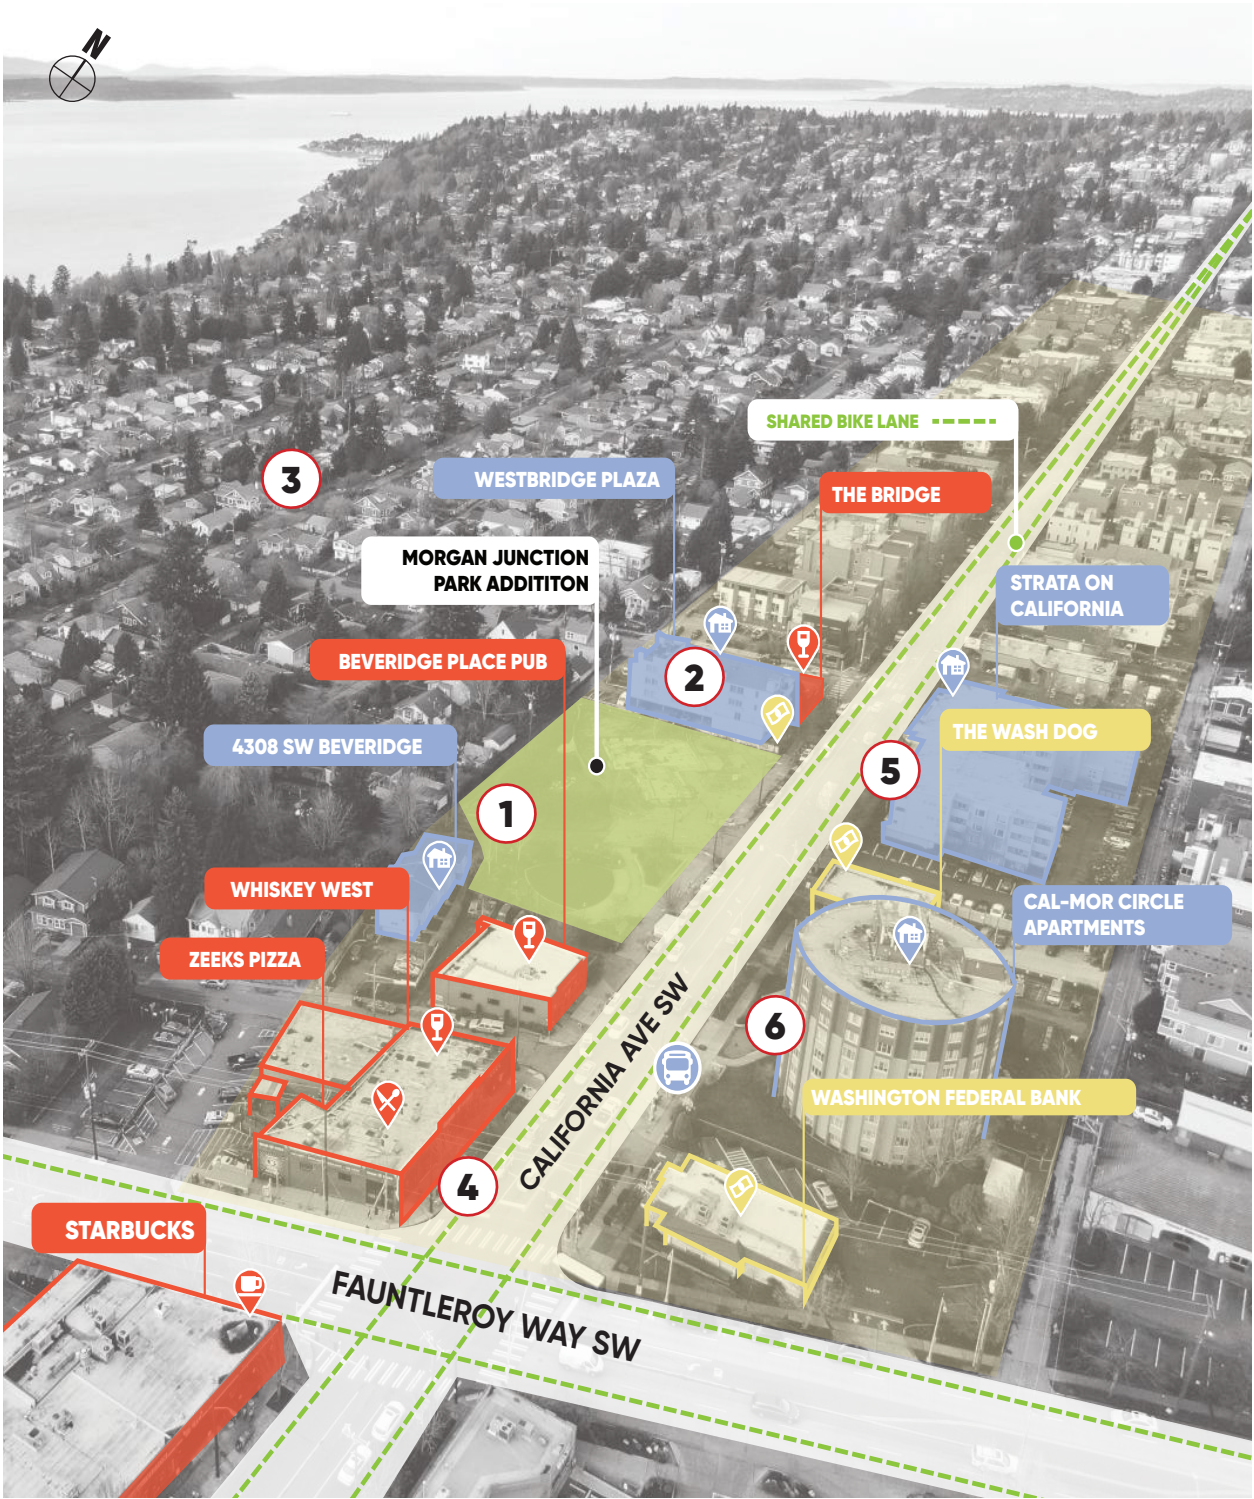 N
SHARED BIKE LANE
3
WESTBRIDGE PLAZA
THE BRIDGE
MORGAN JUNCTION
PARK ADDITITON
STRATA ON
CALIFORNIA
BEVERIDGE PLACE PUB
2
4308 SW BEVERIDGE
THE WASH DOG
5
1
WHISKEY WEST
CAL-MOR CIRCLE
APARTMENTS
ZEEKS PIZZA
6
CALIFORNIA AVE SW
WASHINGTON FEDERAL BANK
4
STARBUCKS
FAUNTLEROY WAY SW